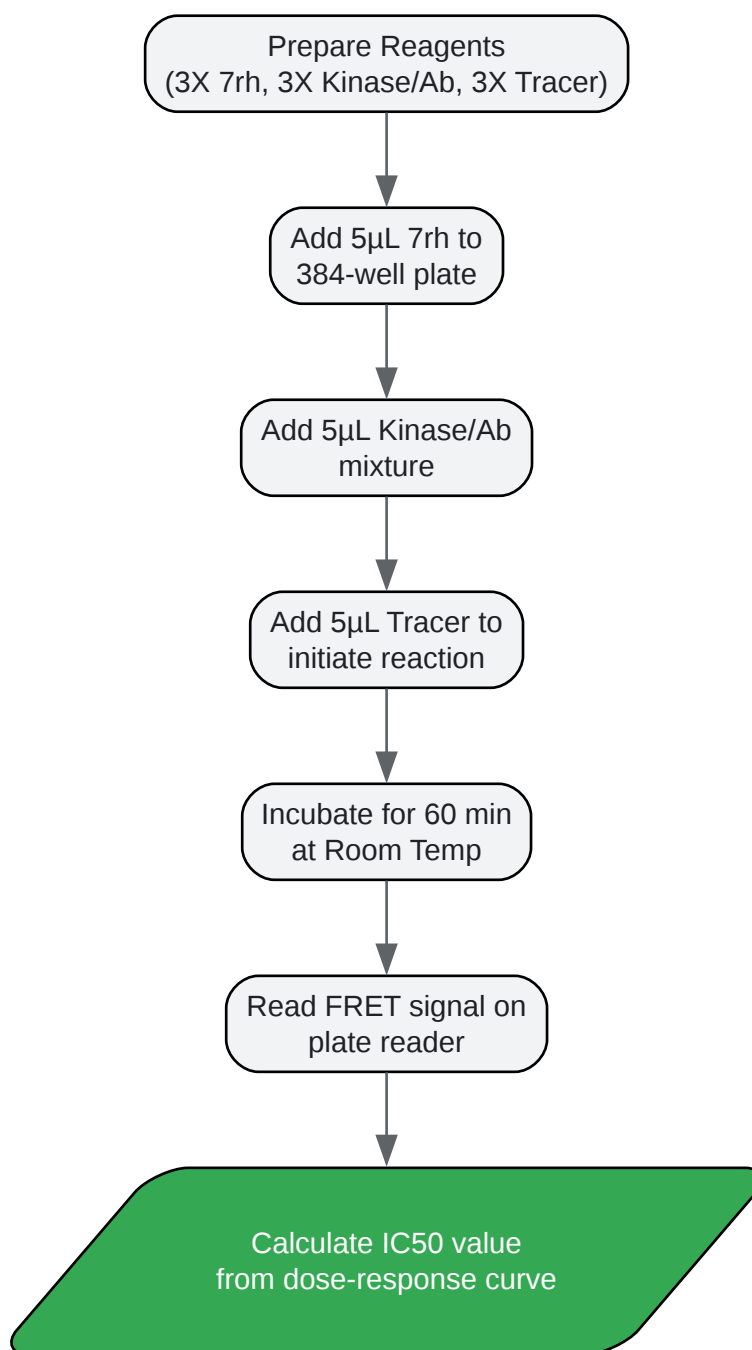 Prepare Reagents
(3X 7rh, 3X Kinase/Ab, 3X Tracer)
Add 5µL 7rh to
384-well plate
Add 5µL Kinase/Ab
mixture
Add 5µL Tracer to
initiate reaction
Incubate for 60 min
at Room Temp
Read FRET signal on
plate reader
Calculate IC50 value
from dose-response curve